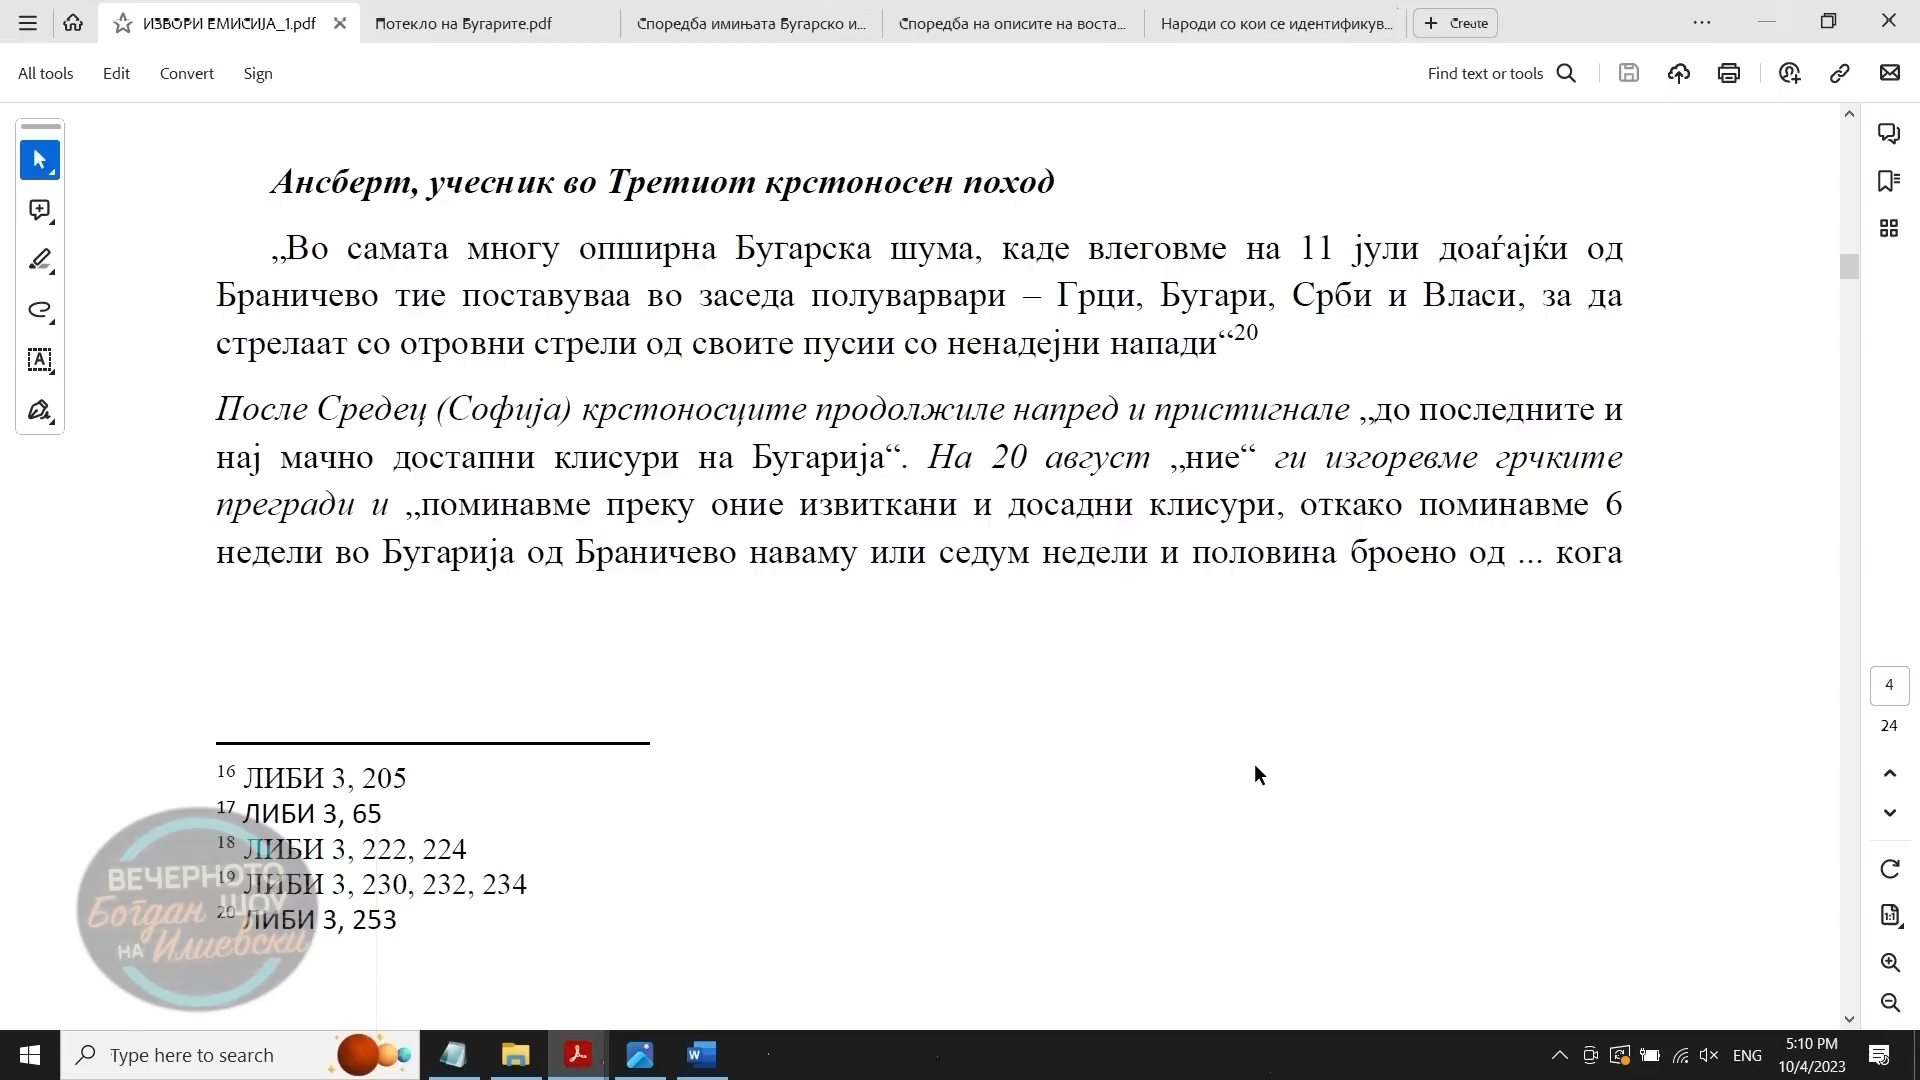 ИЗВОРИ ЕМИСИЈА_1.pdf
Потекло на Бугарите.pdf
Споредба имињата Бугарско и...
Споредба на описите на воста...
Народи со кои се идентификув...
Create
All tools
Edit
Convert
Sign
Find text or tools
Ансберт, учесник во Третиот крстоносен поход
„Во самата многу опширна Бугарска шума, каде влеговме на 11 јули доаѓајќи од
Браничево тие поставуваа во заседа полуварвари – Грци, Бугари, Срби и Власи, за да
стрелаат со отровни стрели од своите пусии со ненадејни напади“20
После Средец (Софија) крстоносците продолжиле напред и пристигнале „до последните и
нај мачно достапни клисури на Бугарија“. На 20 август „ние“ ги изгоревме грчките
прегради и „поминавме преку оние извиткани и досадни клисури, откако поминавме 6
недели во Бугарија од Браничево наваму или седум недели и половина броено од ... кога
16 ЛИБИ 3, 205
17 ЛИБИ 3, 65
18 ЛИБИ 3, 222, 224
19 ЛИБИ 3, 230, 232, 234
20 ЛИБИ 3, 253
ВЕЧЕРНОТО
ШОУ
Богдан
НА Илиевски
4
24
Type here to search
ENG
5:10 PM
10/4/2023